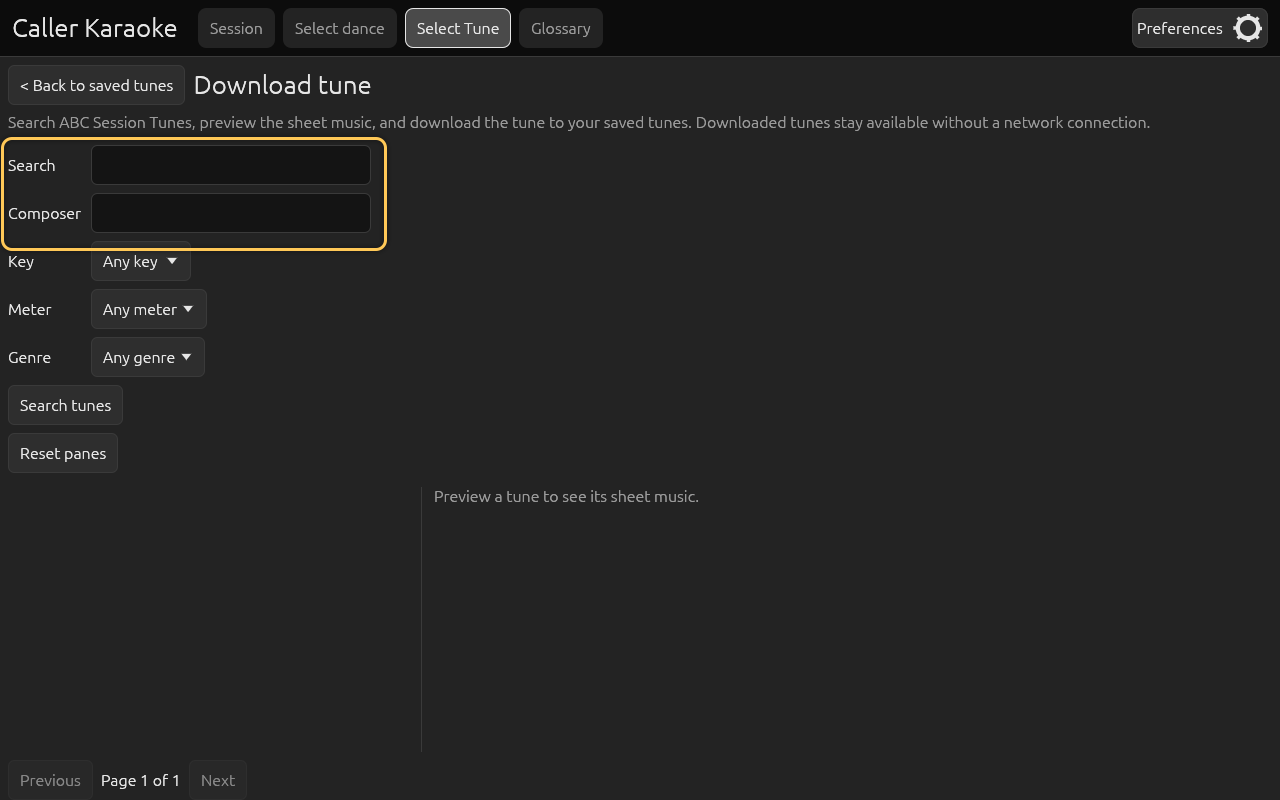 Caller Karaoke Session Select dance Select Tune Glossary Preferences
< Back to saved tunes Download tune
Search ABC Session Tunes, preview the sheet music, and download the tune to your saved tunes. Downloaded tunes stay available without a network connection.
Search
Composer
Key Any key
Meter Any meter
Genre Any genre
Search tunes
Reset panes
Preview a tune to see its sheet music.
Previous Page 1 of 1 Next